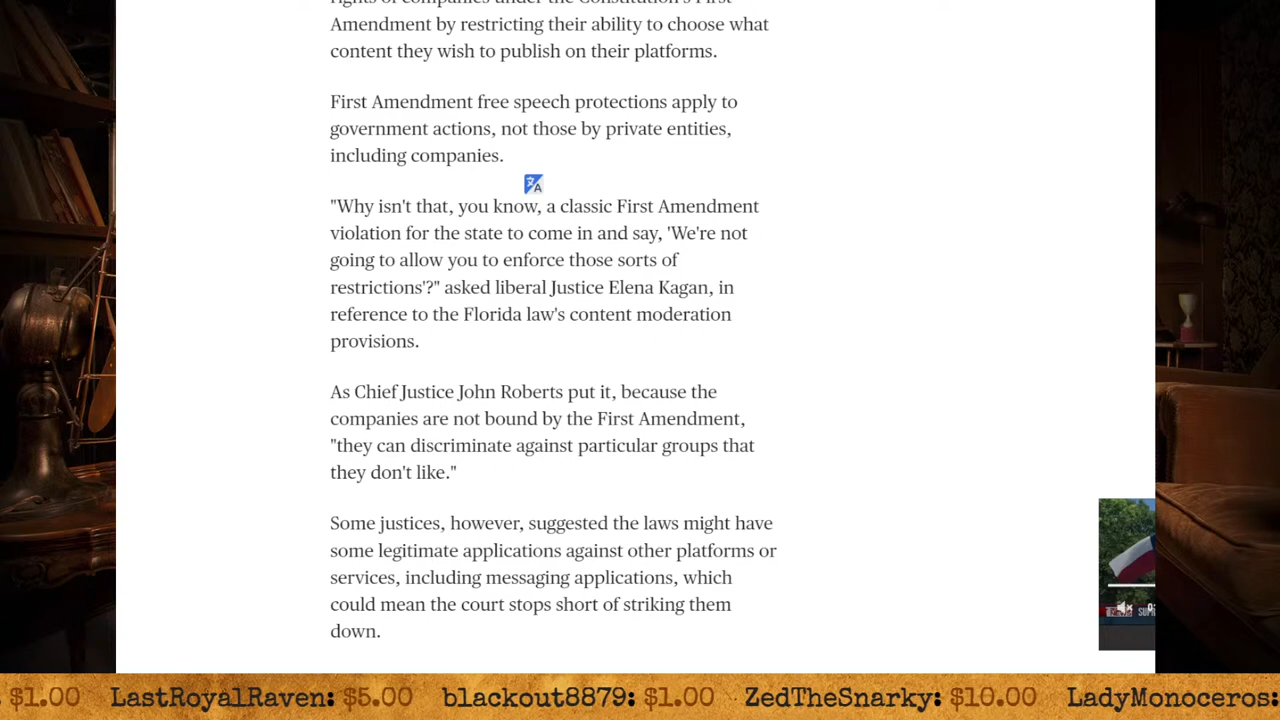 rights of companies under the Constitution's First
Amendment by restricting their ability to choose what
content they wish to publish on their platforms.
First Amendment free speech protections apply to
government actions, not those by private entities,
including companies.
"Why isn't that, you know, a classic First Amendment
violation for the state to come in and say, 'We're not
going to allow you to enforce those sorts of
restrictions'?" asked liberal Justice Elena Kagan, in
reference to the Florida law's content moderation
provisions.
As Chief Justice John Roberts put it, because the
companies are not bound by the First Amendment,
"they can discriminate against particular groups that
they don't like."
Some justices, however, suggested the laws might have
some legitimate applications against other platforms or
services, including messaging applications, which
could mean the court stops short of striking them
down.
$1.00 LastRoyalRaven: $5.00 blackout8879: $1.00 ZedTheSnarky: $10.00 LadyMonoceros: